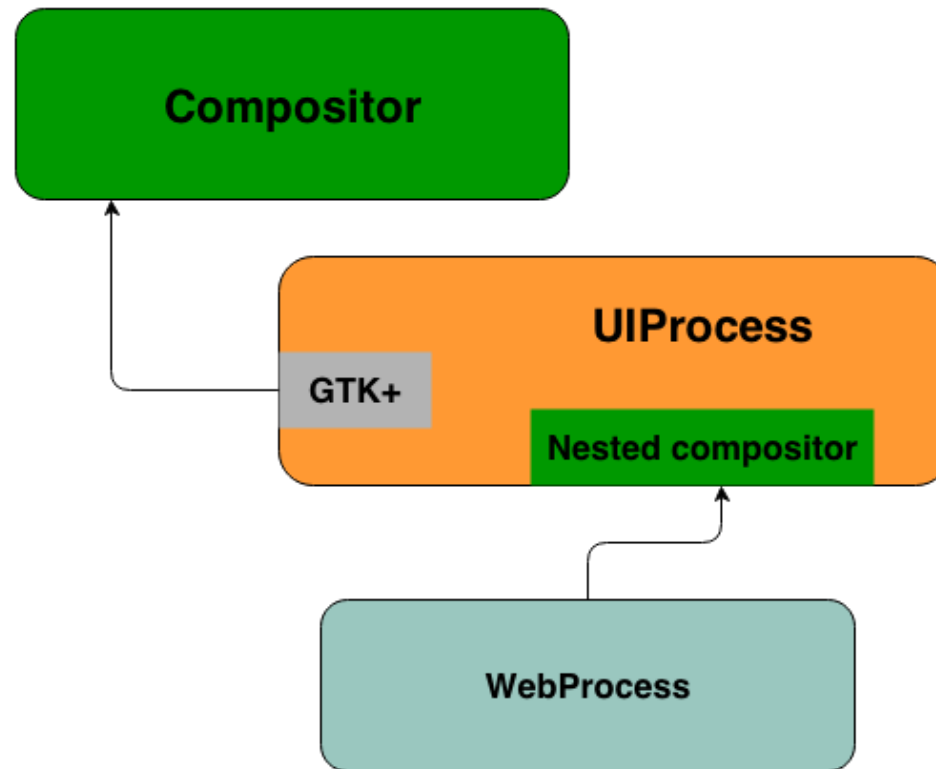 Compositor
UIProcess
GTK+
Nested compositor
WebProcess